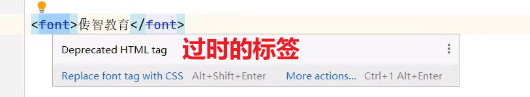 <font>传智教育</font>
Deprecated HTML tag 过时的标签
Replace font tag with CSS Alt+Shift+Enter More actions... Ctrl+1 Alt+Enter